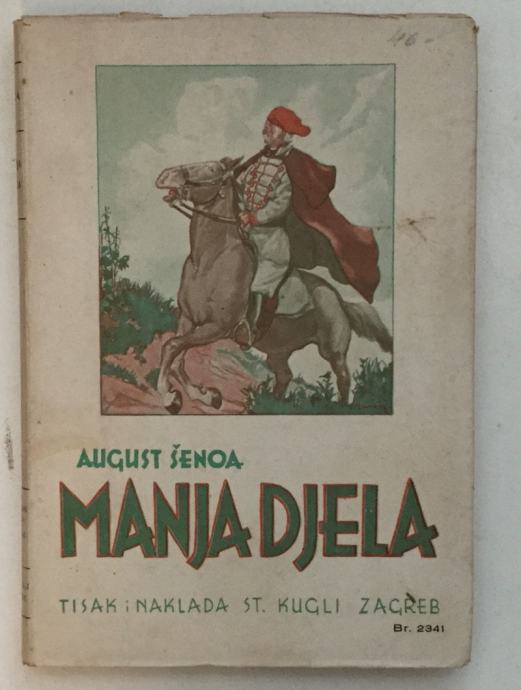 46-
AUGUST ŠENOA
MANJA DJELA
TISAK i NAKLADA ST. KUGLI ZAGREB
Br. 2341